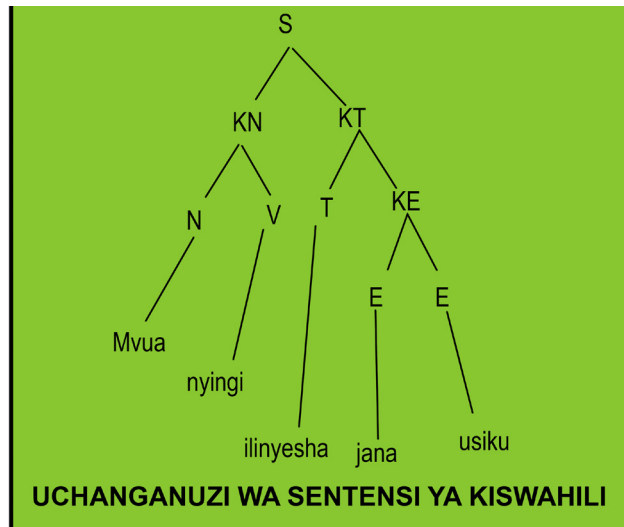 S
KN KT
N V T KE
E E
Mvua
nyingi
ilinyesha jana usiku
UCHANGANUZI WA SENTENSI YA KISWAHILI